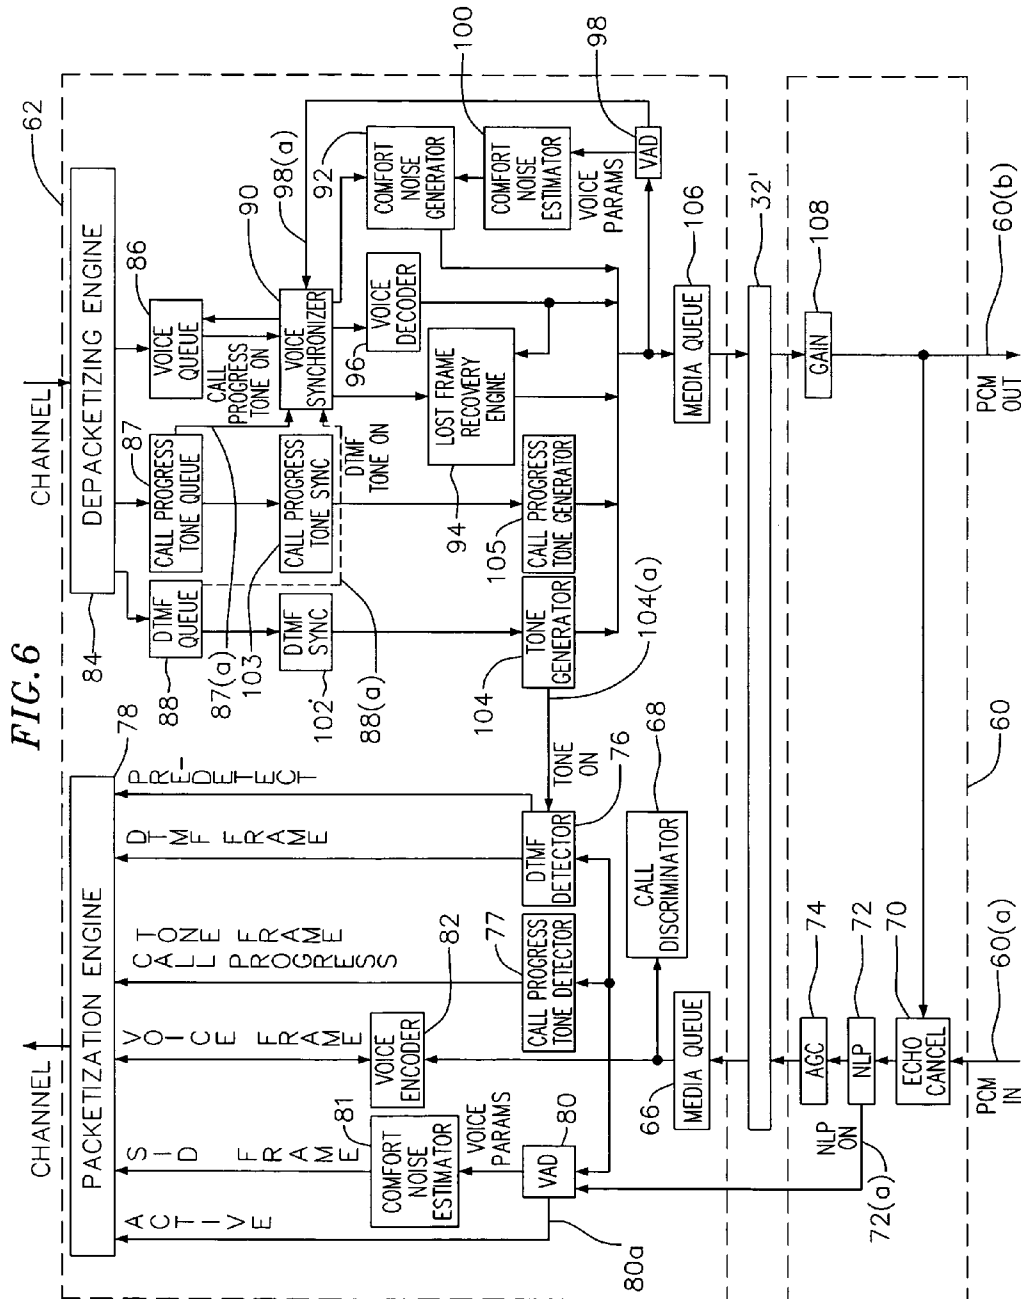 FIG.6
CHANNEL
CHANNEL
62
84
DEPACKETIZING ENGINE
78
PACKETIZATION ENGINE
88
DTMF
QUEUE
87
CALL PROGRESS
TONE QUEUE
86
VOICE
QUEUE
90
98(a)
92
100
98
87(a)
103
CALL
PROGRESS
TONE ON
102'
DTMF
SYNC
CALL PROGRESS
TONE SYNC
VOICE
SYNCHRONIZER
88(a)
DTMF
TONE ON
96
VOICE
DECODER
COMFORT
NOISE
GENERATOR
94
LOST FRAME
RECOVERY
ENGINE
COMFORT
NOISE
ESTIMATOR
VOICE
PARAMS
VAD
104
TONE
GENERATOR
105
CALL PROGRESS
TONE GENERATOR
104(a)
TONE
ON
ACTIVE
SID FRAME
VOICE FRAME
CALL PROGRESS
TONE FRAME
DTMF FRAME
PRE-
DETECT
81
COMFORT
NOISE
ESTIMATOR
82
VOICE
ENCODER
77
CALL PROGRESS
TONE DETECTOR
76
DTMF
DETECTOR
VOICE
PARAMS
80
VAD
80a
68
CALL
DISCRIMINATOR
66
MEDIA QUEUE
MEDIA QUEUE
106
32'
GAIN
108
AGC
74
NLP
72
NLP
ON
72(a)
ECHO
CANCEL
70
PCM
IN
60(a)
60
PCM
OUT
60(b)